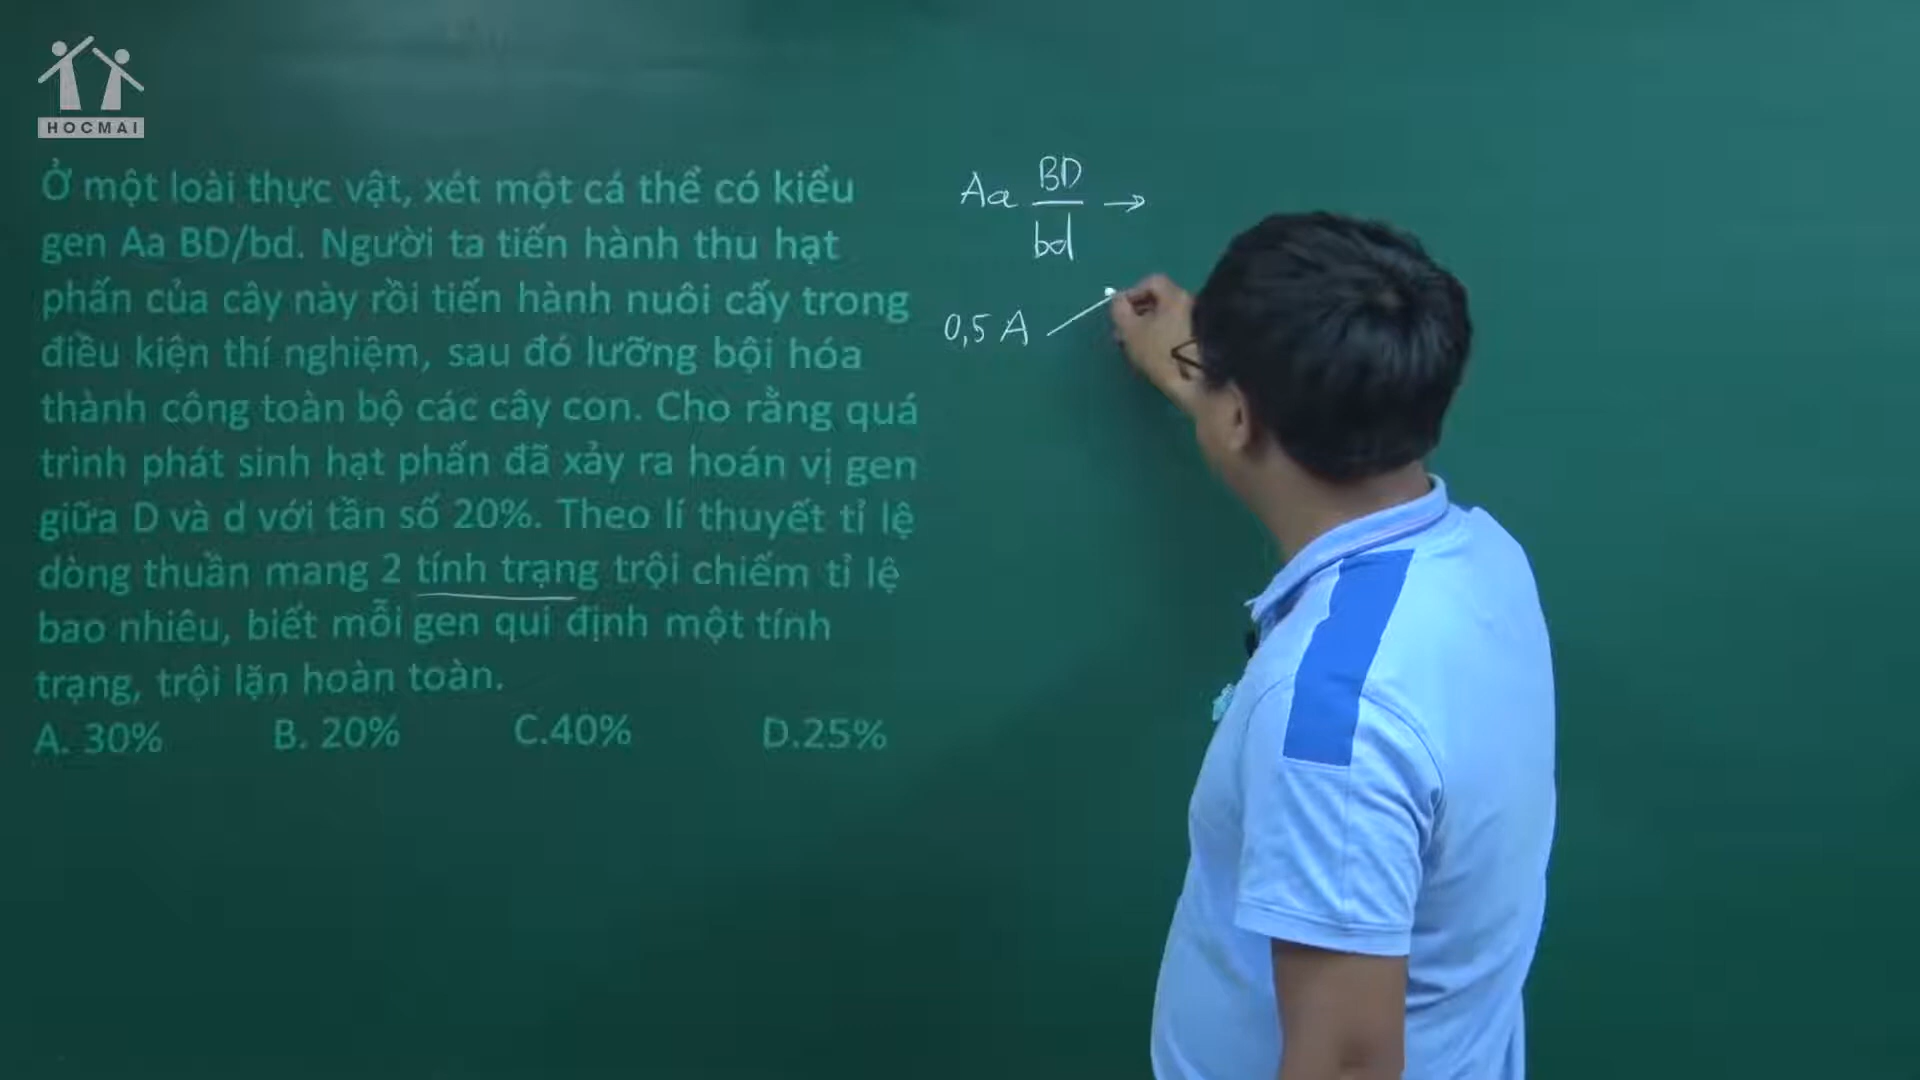 HOCMAI
Ở một loài thực vật, xét một cá thể có kiểu
gen Aa BD/bd. Người ta tiến hành thu hạt
phấn của cây này rồi tiến hành nuôi cấy trong
điều kiện thí nghiệm, sau đó lưỡng bội hóa
thành công toàn bộ các cây con. Cho rằng quá
trình phát sinh hạt phấn đã xảy ra hoán vị gen
giữa D và d với tần số 20%. Theo lí thuyết tỉ lệ
dòng thuần mang 2 tính trạng trội chiếm tỉ lệ
bao nhiêu, biết mỗi gen qui định một tính
trạng, trội lặn hoàn toàn.
A. 30% B. 20% C.40% D.25%
Aa BD/bd →
0,5 A